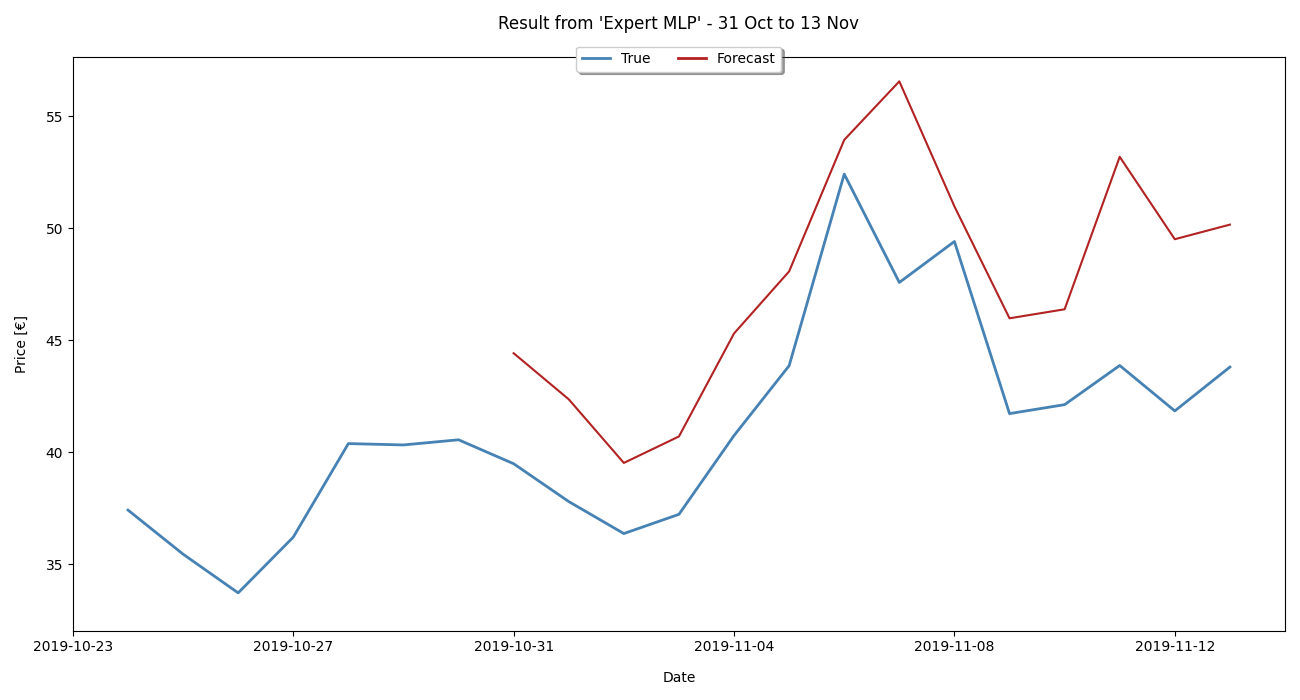 Result from 'Expert MLP' - 31 Oct to 13 Nov
True Forecast
55
50
45
40
35
Price [€]
2019-10-23 2019-10-27 2019-10-31 2019-11-04 2019-11-08 2019-11-12
Date